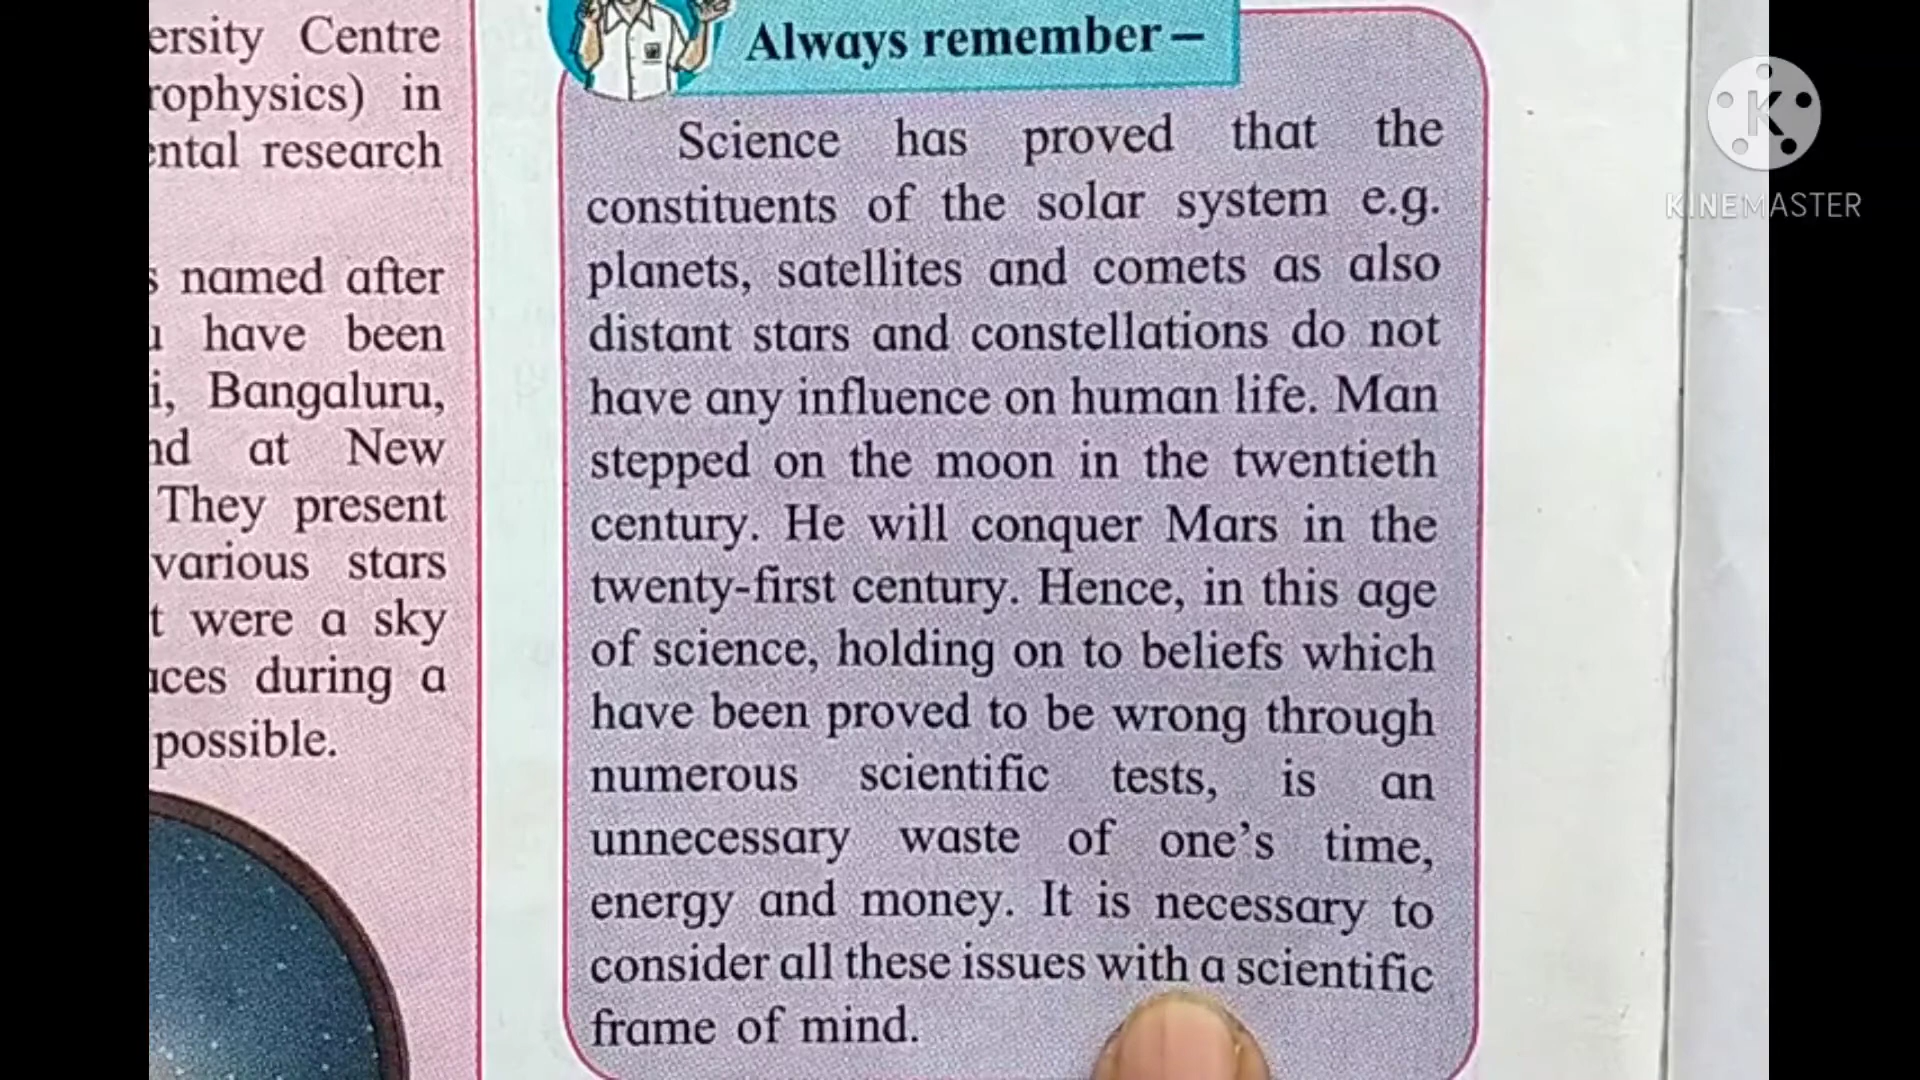 ersity Centre
rophysics) in
ental research
s named after
u have been
i, Bangaluru,
nd at New
They present
various stars
t were a sky
aces during a
possible.
Always remember –
Science has proved that the
constituents of the solar system e.g.
planets, satellites and comets as also
distant stars and constellations do not
have any influence on human life. Man
stepped on the moon in the twentieth
century. He will conquer Mars in the
twenty-first century. Hence, in this age
of science, holding on to beliefs which
have been proved to be wrong through
numerous scientific tests, is an
unnecessary waste of one's time,
energy and money. It is necessary to
consider all these issues with a scientific
frame of mind.
K
KINEMASTER